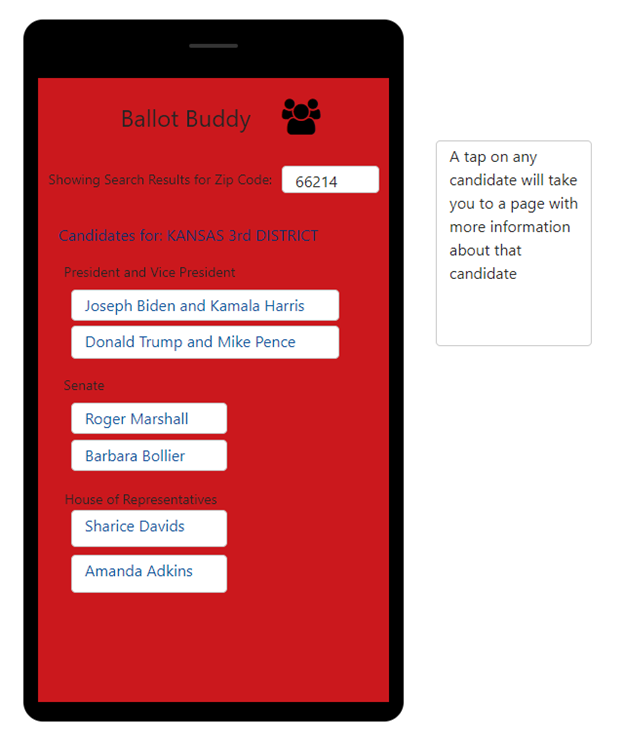 Ballot Buddy
Showing Search Results for Zip Code: 66214
Candidates for: KANSAS 3rd DISTRICT
President and Vice President
Joseph Biden and Kamala Harris
Donald Trump and Mike Pence
Senate
Roger Marshall
Barbara Bollier
House of Representatives
Sharice Davids
Amanda Adkins
A tap on any
candidate will take
you to a page with
more information
about that
candidate